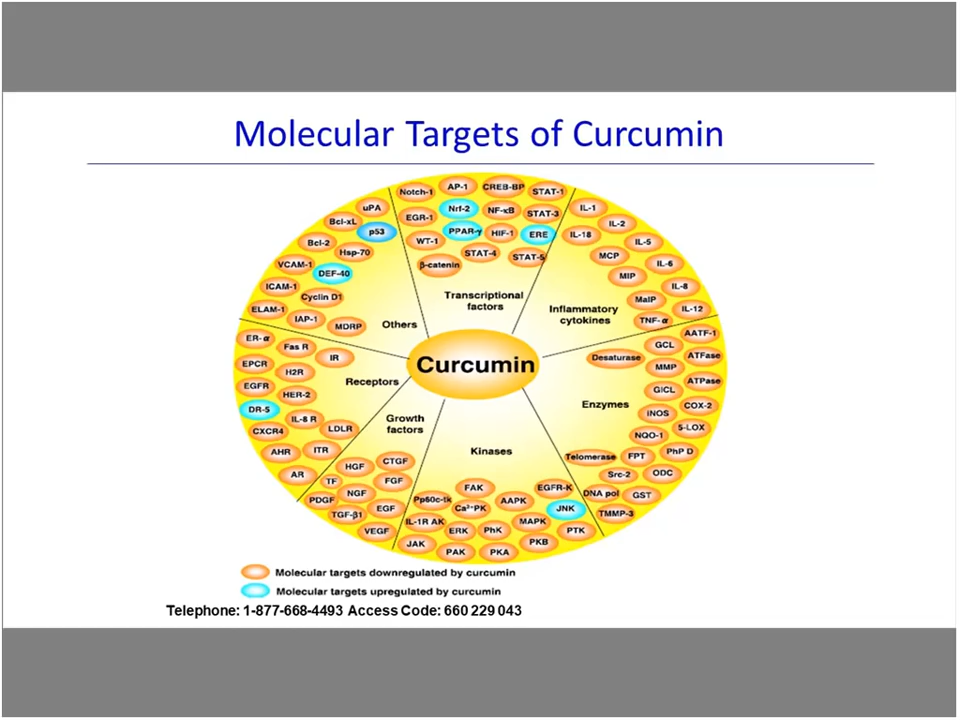 Molecular Targets of Curcumin
Notch-1
AP-1
CREB-BP
STAT-1
EGR-1
Nrf-2
NF-κB
STAT-3
WT-1
PPAR-γ
HIF-1
ERE
β-catenin
STAT-4
STAT-5
Transcriptional
factors
IL-1
IL-2
IL-18
IL-5
MCP
IL-6
MIP
IL-8
MaIP
IL-12
TNF-α
Inflammatory
cytokines
AATF-1
GCL
ATFase
Desaturase
MMP
ATPase
GICL
COX-2
iNOS
5-LOX
NQO-1
PhP D
Telomerase
FPT
Src-2
ODC
DNA pol
GST
TMMP-3
Enzymes
Kinases
FAK
EGFR-K
Pp60c-tk
Ca²⁺PK
AAPK
JNK
IL-1R AK
ERK
PhK
MAPK
PTK
JAK
PAK
PKA
PKB
Growth
factors
CTGF
HGF
TF
FGF
NGF
PDGF
EGF
TGF-β1
VEGF
Receptors
ER-α
Fas R
IR
EPCR
H2R
EGFR
HER-2
DR-5
IL-8 R
LDLR
CXCR4
ITR
AHR
AR
Others
uPA
Bcl-xL
p53
Bcl-2
Hsp-70
VCAM-1
DEF-40
ICAM-1
Cyclin D1
ELAM-1
IAP-1
MDRP
Curcumin
Molecular targets downregulated by curcumin
Molecular targets upregulated by curcumin
Telephone: 1-877-668-4493 Access Code: 660 229 043